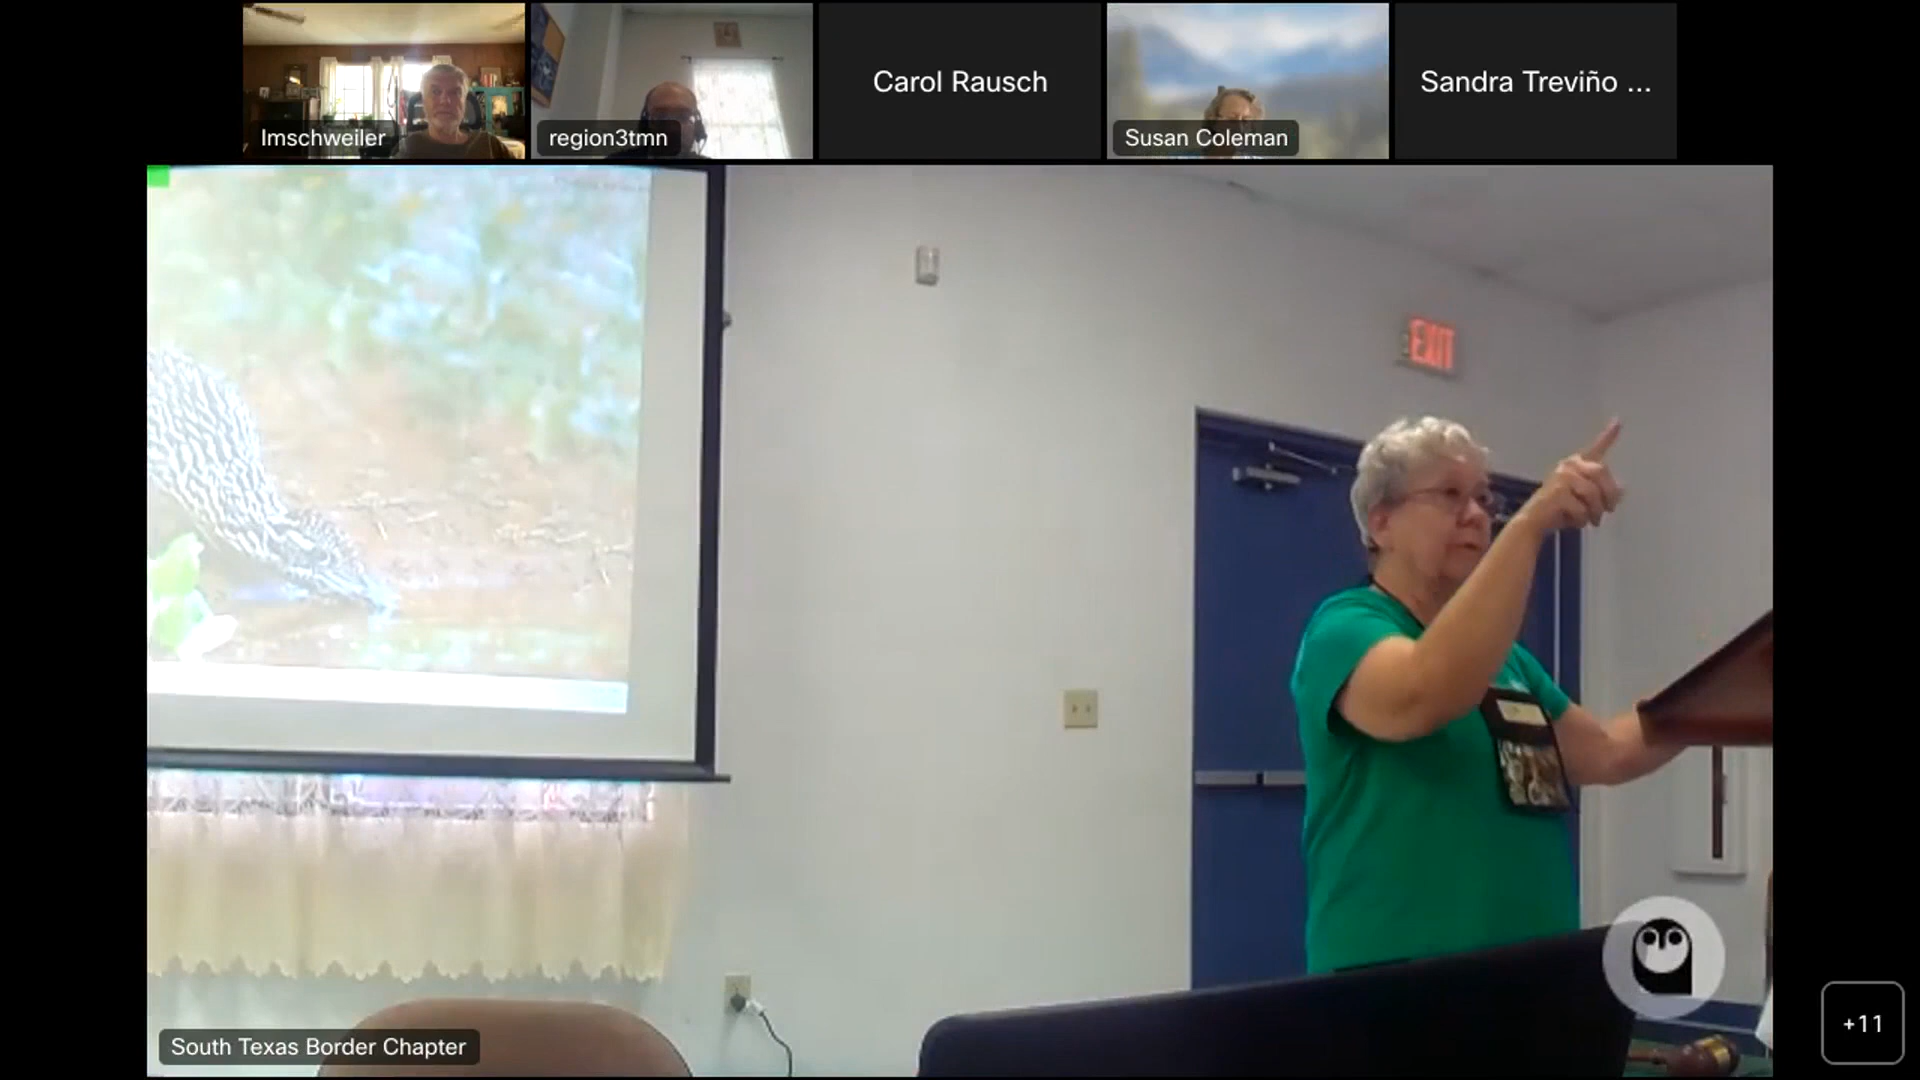 lmschweiler
region3tmn
Carol Rausch
Susan Coleman
Sandra Treviño ...
EXIT
South Texas Border Chapter
+11